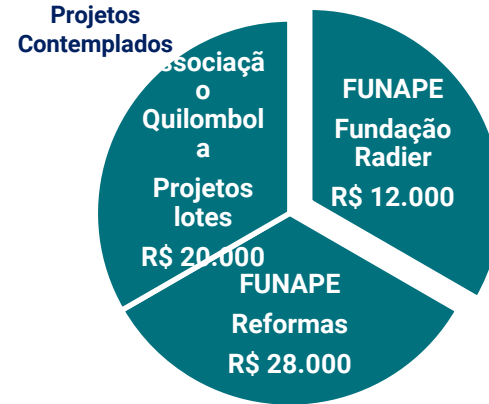 Projetos
Contemplados
ssociaçã
o
Quilombol
a
Projetos
lotes
R$ 20.000
FUNAPE
Fundação
Radier
R$ 12.000
FUNAPE
Reformas
R$ 28.000